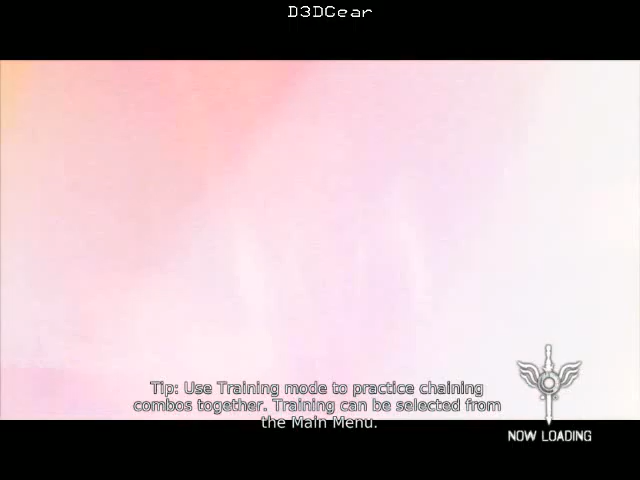 D3DGear
Tip: Use Training mode to practice chaining
combos together. Training can be selected from
the Main Menu.
NOW LOADING